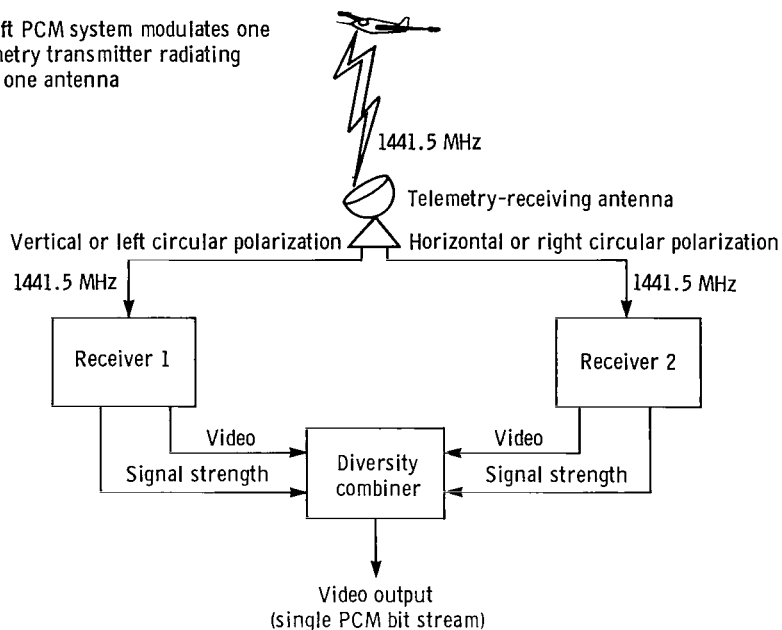 ft PCM system modulates one
metry transmitter radiating
one antenna
1441.5 MHz
Telemetry-receiving antenna
Vertical or left circular polarization
Horizontal or right circular polarization
1441.5 MHz
1441.5 MHz
Receiver 1
Receiver 2
Video
Video
Signal strength
Signal strength
Diversity
combiner
Video output
(single PCM bit stream)